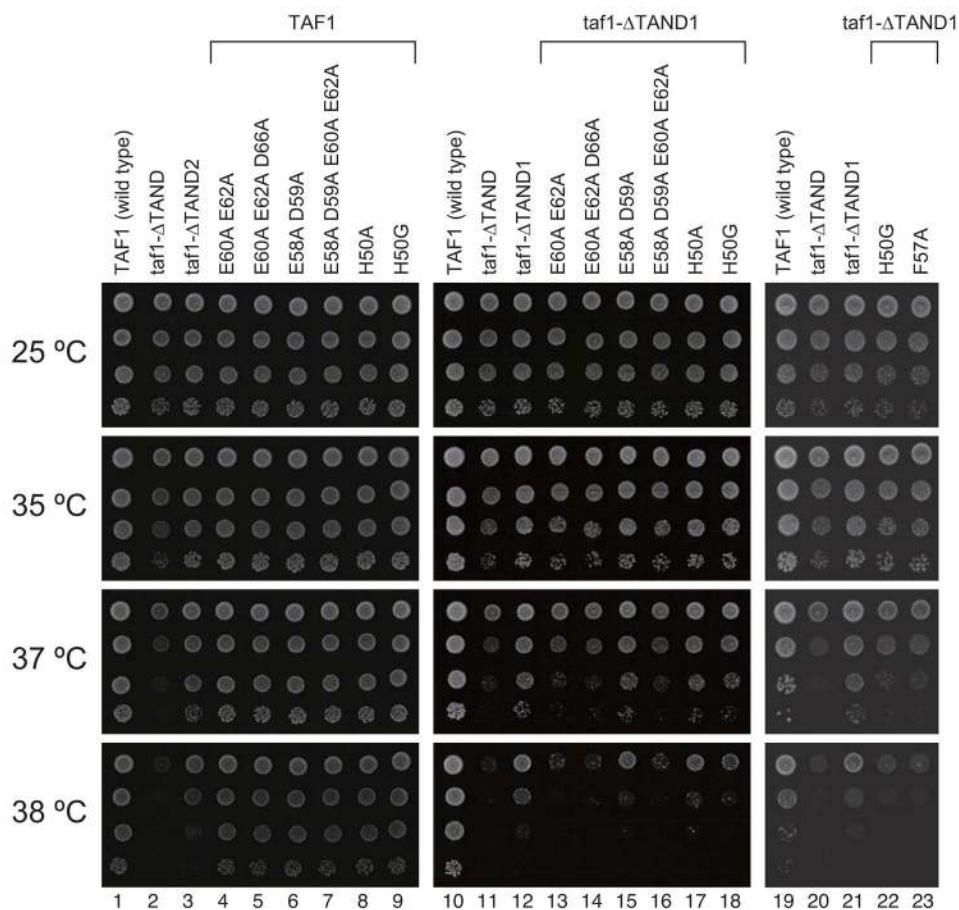 TAF1
taf1-ΔTAND1
taf1-ΔTAND1
TAF1 (wild type)
taf1-ΔTAND
taf1-ΔTAND2
E60A E62A
E60A E62A D66A
E58A D59A
E58A D59A E60A E62A
H50A
H50G
TAF1 (wild type)
taf1-ΔTAND
taf1-ΔTAND1
E60A E62A
E60A E62A D66A
E58A D59A
E58A D59A E60A E62A
H50A
H50G
TAF1 (wild type)
taf1-ΔTAND
taf1-ΔTAND1
H50G
F57A
25 ºC
35 ºC
37 ºC
38 ºC
1 2 3 4 5 6 7 8 9 10 11 12 13 14 15 16 17 18 19 20 21 22 23